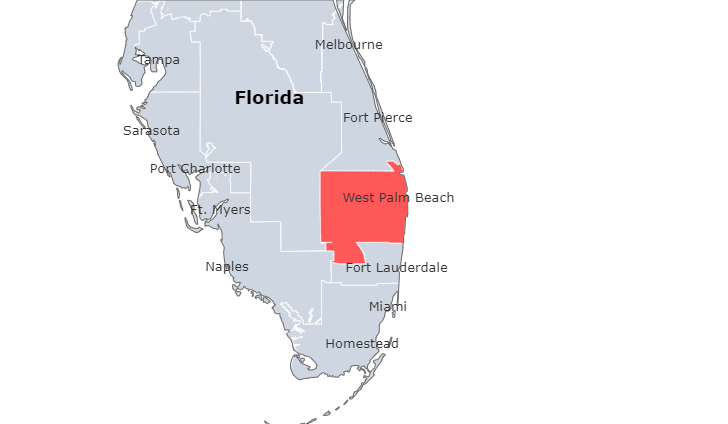 Melbourne
Tampa
Florida
Fort Pierce
Sarasota
Port Charlotte
West Palm Beach
Ft. Myers
Naples
Fort Lauderdale
Miami
Homestead